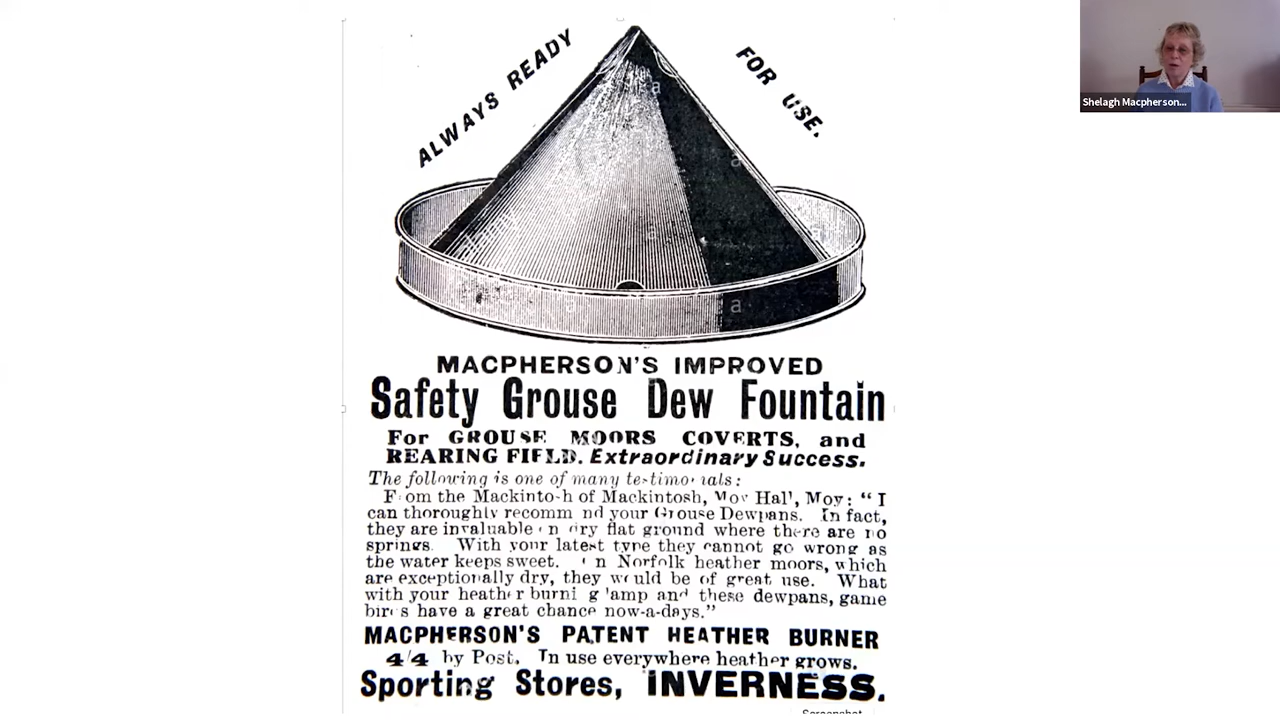 ALWAYS READY FOR USE.
MACPHERSON'S IMPROVED
Safety Grouse Dew Fountain
For GROUSE MOORS COVERTS, and
REARING FIELD. Extraordinary Success.
The following is one of many testimonials:
From the Mackintosh of Mackintosh, Moy Hall, Moy: "I
can thoroughly recommend your Grouse Dewpans. In fact,
they are invaluable on dry flat ground where there are no
springs. With your latest type they cannot go wrong as
the water keeps sweet. On Norfolk heather moors, which
are exceptionally dry, they would be of great use. What
with your heather burning lamp and these dewpans, game
birds have a great chance now-a-days."
MACPHERSON'S PATENT HEATHER BURNER
4/4 by Post. In use everywhere heather grows.
Sporting Stores, INVERNESS.
Shelagh Macpherson...